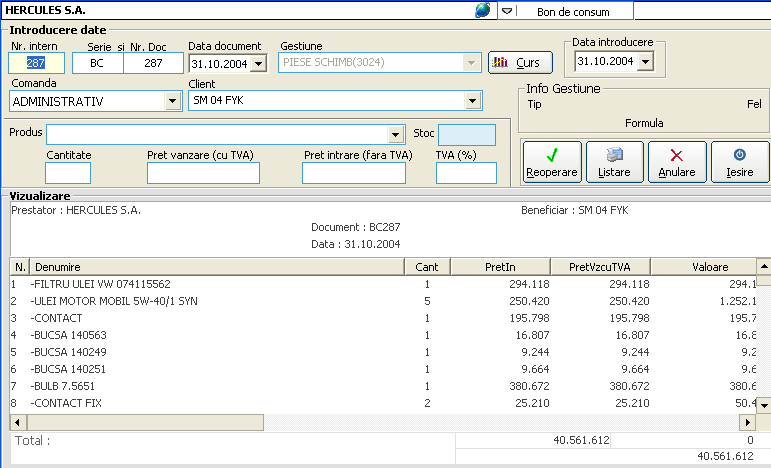 HERCULES S.A.
Bon de consum
Introducere date
Nr. intern Serie si Nr. Doc Data document Gestiune Data introducere
287 BC 287 31.10.2004 PIESE SCHIMB(3024) Curs 31.10.2004
Comanda Client
ADMINISTRATIV SM 04 FYK
Info Gestiune
Tip Fel
Formula
Produs Stoc
Cantitate Pret vanzare (cu TVA) Pret intrare (fara TVA) TVA (%)
Reoperare Listare Anulare Iesire
Vizualizare
Prestator : HERCULES S.A. Beneficiar : SM 04 FYK
Document : BC287
Data : 31.10.2004
N. Denumire Cant PretIn PretVzcuTVA Valoare
1 -FILTRU ULEI VW 074115562 1 294.118 294.118 294.1
2 -ULEI MOTOR MOBIL 5W-40/1 SYN 5 250.420 250.420 1.252.1
3 -CONTACT 1 195.798 195.798 195.7
4 -BUCSA 140563 1 16.807 16.807 16.8
5 -BUCSA 140249 1 9.244 9.244 9.2
6 -BUCSA 140251 1 9.664 9.664 9.6
7 -BULB 7.5651 1 380.672 380.672 380.6
8 -CONTACT FIX 2 25.210 25.210 50.4
Total : 40.561.612 0
40.561.612